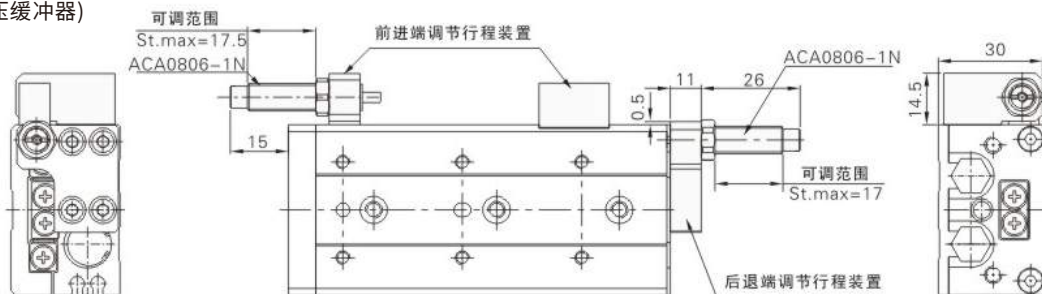 压缓冲器)
可调范围
St.max=17.5
ACA0806-1N
前进端调节行程装置
ACA0806-1N
30
11
26
14.5
0.5
15
可调范围
St.max=17
后退端调节行程装置